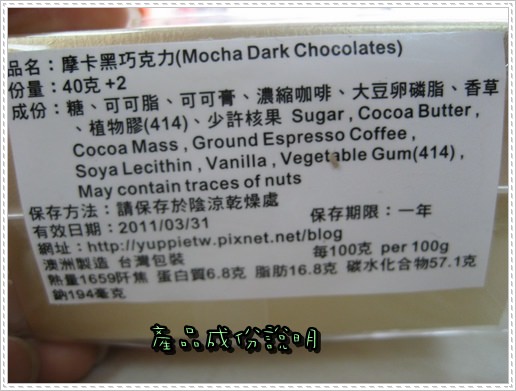 品名：摩卡黑巧克力(Mocha Dark Chocolates)
份量：40克+2
成份：糖、可可脂、可可膏、濃縮咖啡、大豆卵磷脂、香草
、植物膠(414)、少許核果 Sugar , Cocoa Butter ,
Cocoa Mass , Ground Espresso Coffee ,
Soya Lecithin , Vanilla , Vegetable Gum(414) ,
May contain traces of nuts
保存方法：請保存於陰涼乾燥處
有效日期：2011/03/31 保存期限：一年
網址：http://yuppietw.pixnet.net/blog
澳洲製造 台灣包裝 每100克 per 100g
熱量1659阡焦 蛋白質6.8克 脂肪16.8克 碳水化合物57.1克
鈉194毫克
產品成份說明